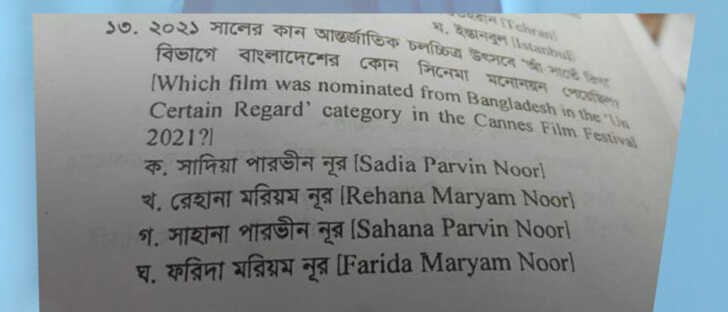 ঘ. ইস্তানবুল [Istanbul]
[Tehran]
১৩. ২০২১ সালের কান আন্তর্জাতিক চলচ্চিত্র উৎসবে
বিভাগে বাংলাদেশের কোন সিনেমা মনোনয়ন পেয়েছিল?
[Which film was nominated from Bangladesh in the 'Un
Certain Regard' category in the Cannes Film Festival
2021?]
ক. সাদিয়া পারভীন নূর [Sadia Parvin Noor]
খ. রেহানা মরিয়ম নূর [Rehana Maryam Noor]
গ. সাহানা পারভীন নূর [Sahana Parvin Noor]
ঘ. ফরিদা মরিয়ম নূর [Farida Maryam Noor]